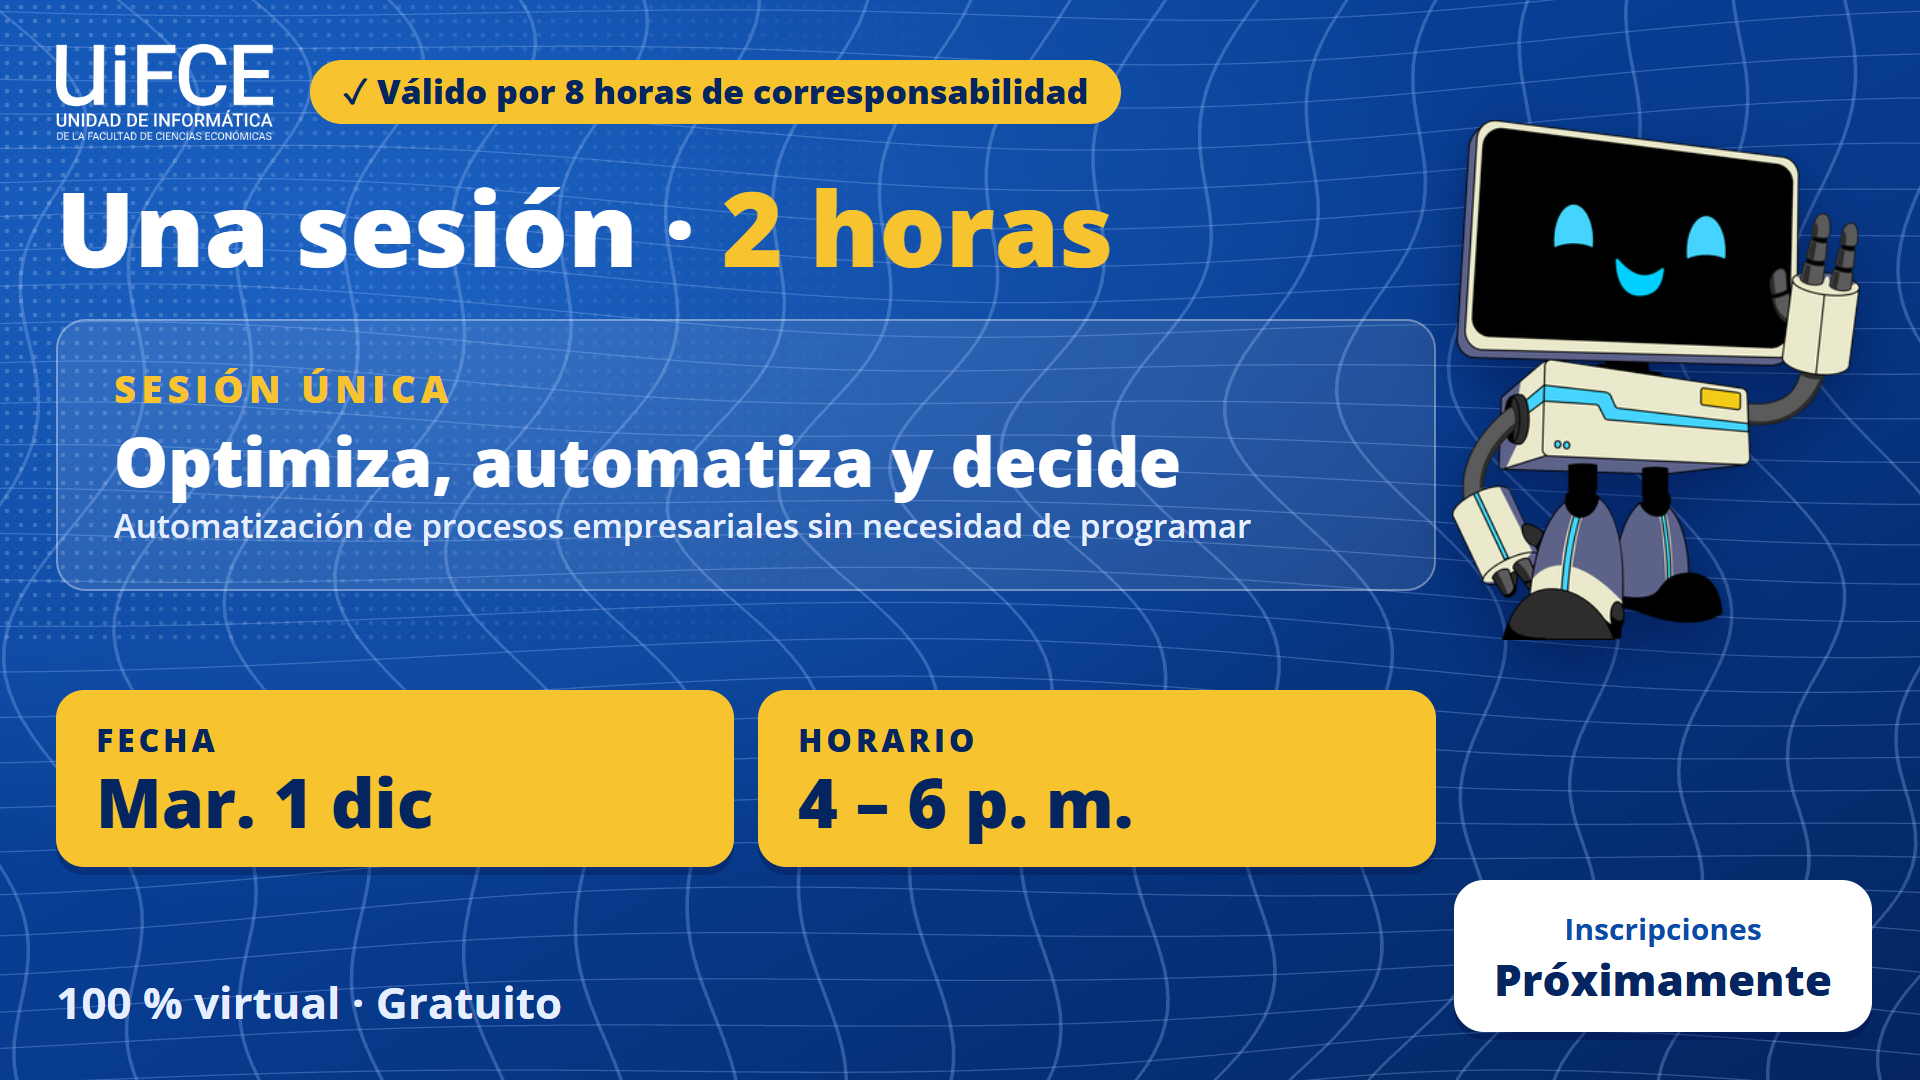 UiFCE
UNIDAD DE INFORMÁTICA
DE LA FACULTAD DE CIENCIAS ECONÓMICAS
✓ Válido por 8 horas de corresponsabilidad
Una sesión · 2 horas
SESIÓN ÚNICA
Optimiza, automatiza y decide
Automatización de procesos empresariales sin necesidad de programar
FECHA
Mar. 1 dic
HORARIO
4 – 6 p. m.
Inscripciones
Próximamente
100 % virtual · Gratuito